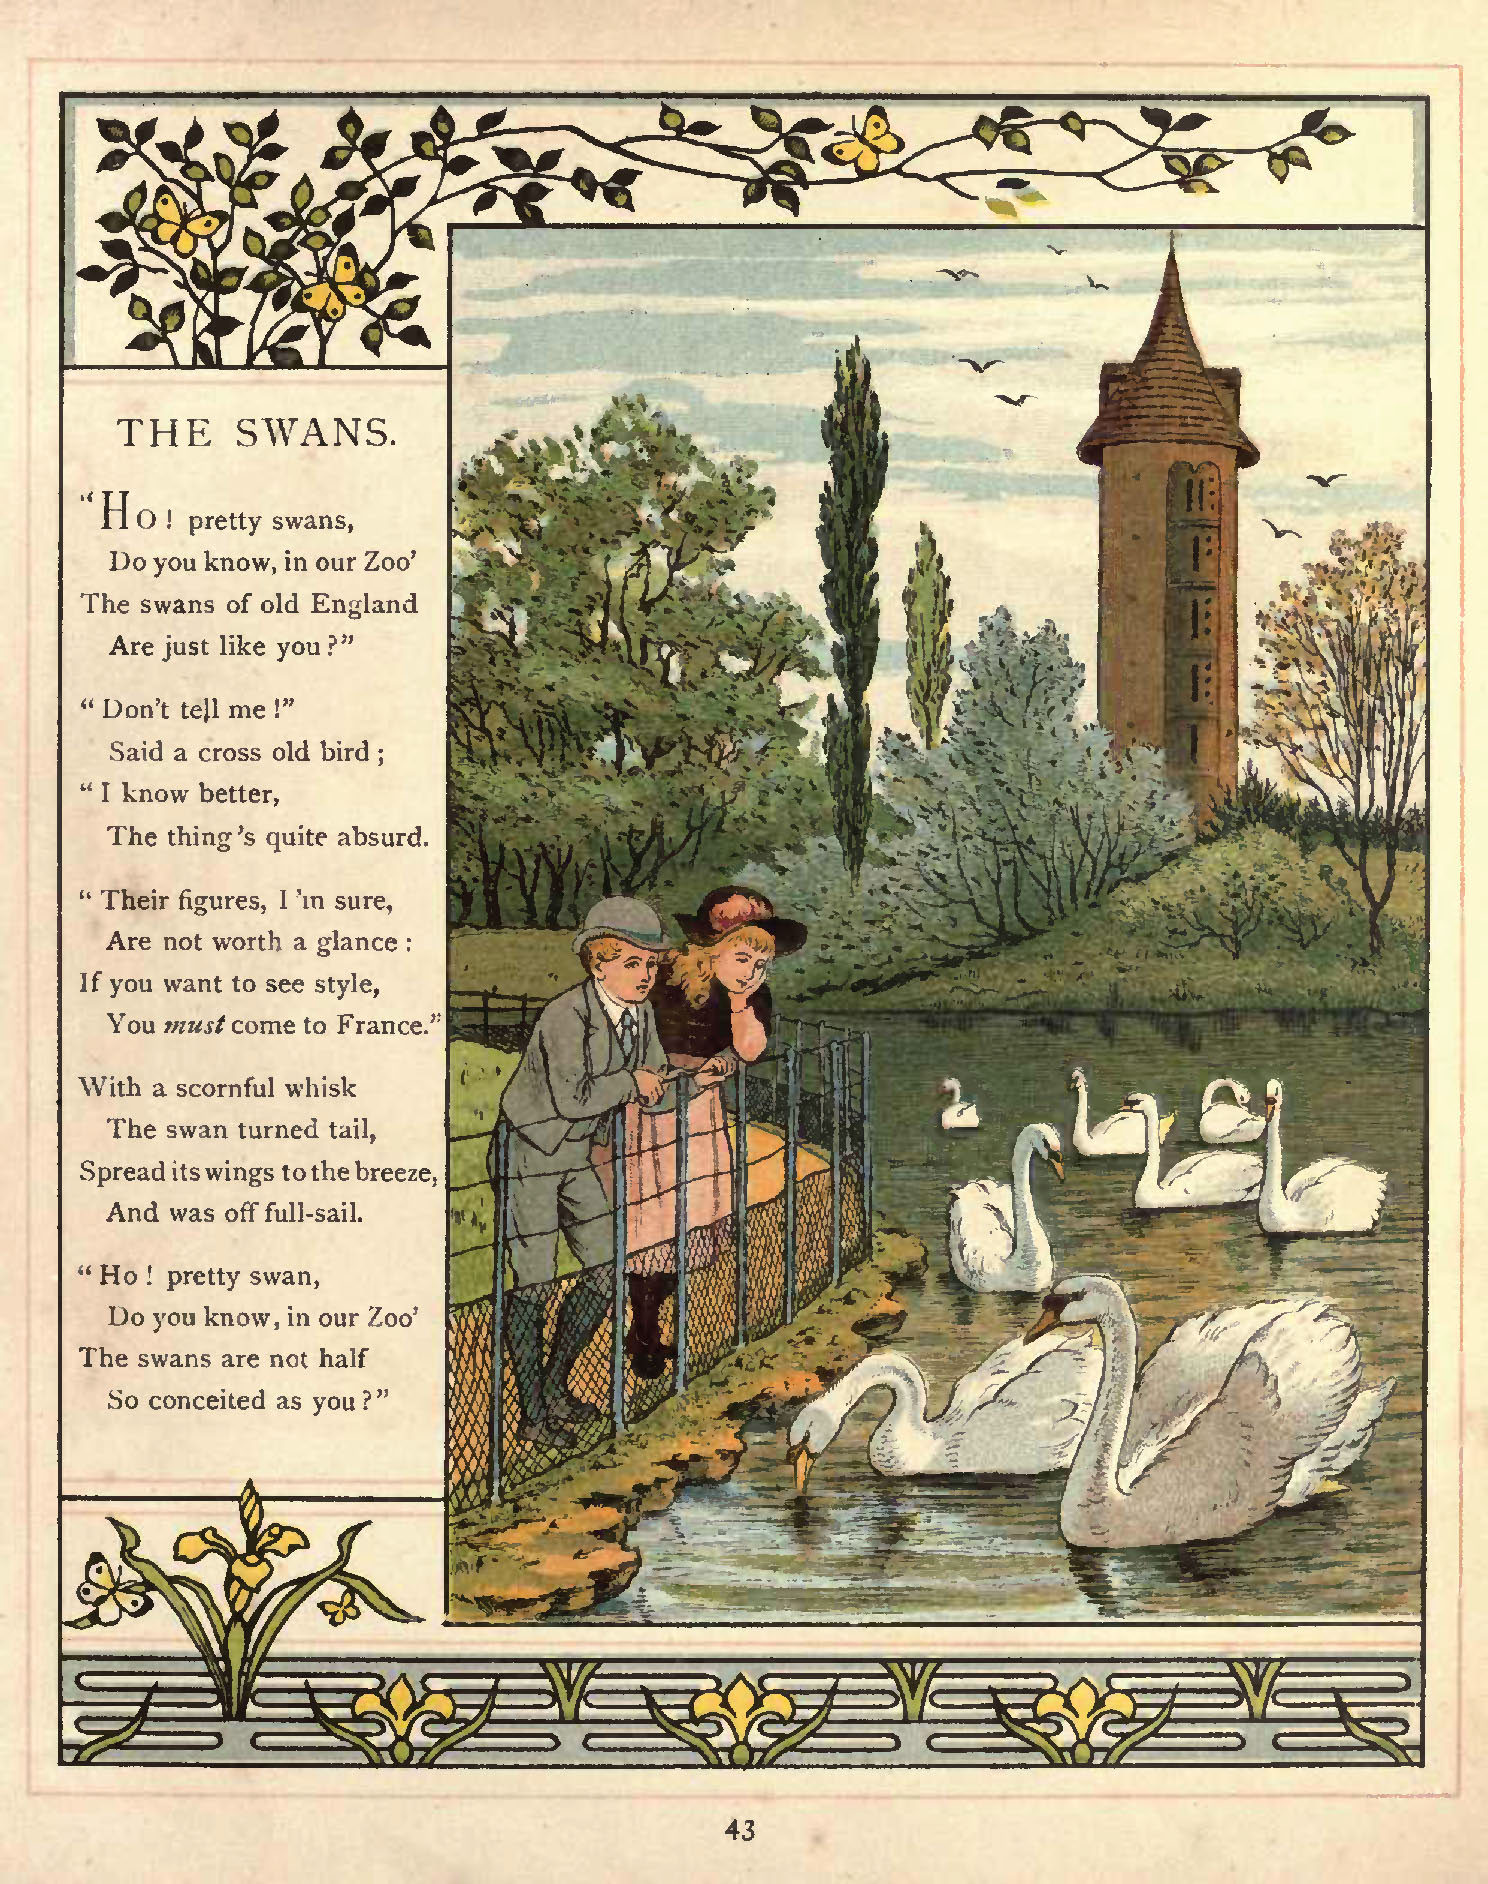 THE SWANS.
"Ho! pretty swans,
Do you know, in our Zoo'
The swans of old England
Are just like you?"
"Don't tell me!"
Said a cross old bird;
"I know better,
The thing's quite absurd.
"Their figures, I'm sure,
Are not worth a glance:
If you want to see style,
You must come to France."
With a scornful whisk
The swan turned tail,
Spread its wings to the breeze,
And was off full-sail.
"Ho! pretty swan,
Do you know, in our Zoo'
The swans are not half
So conceited as you?"
43